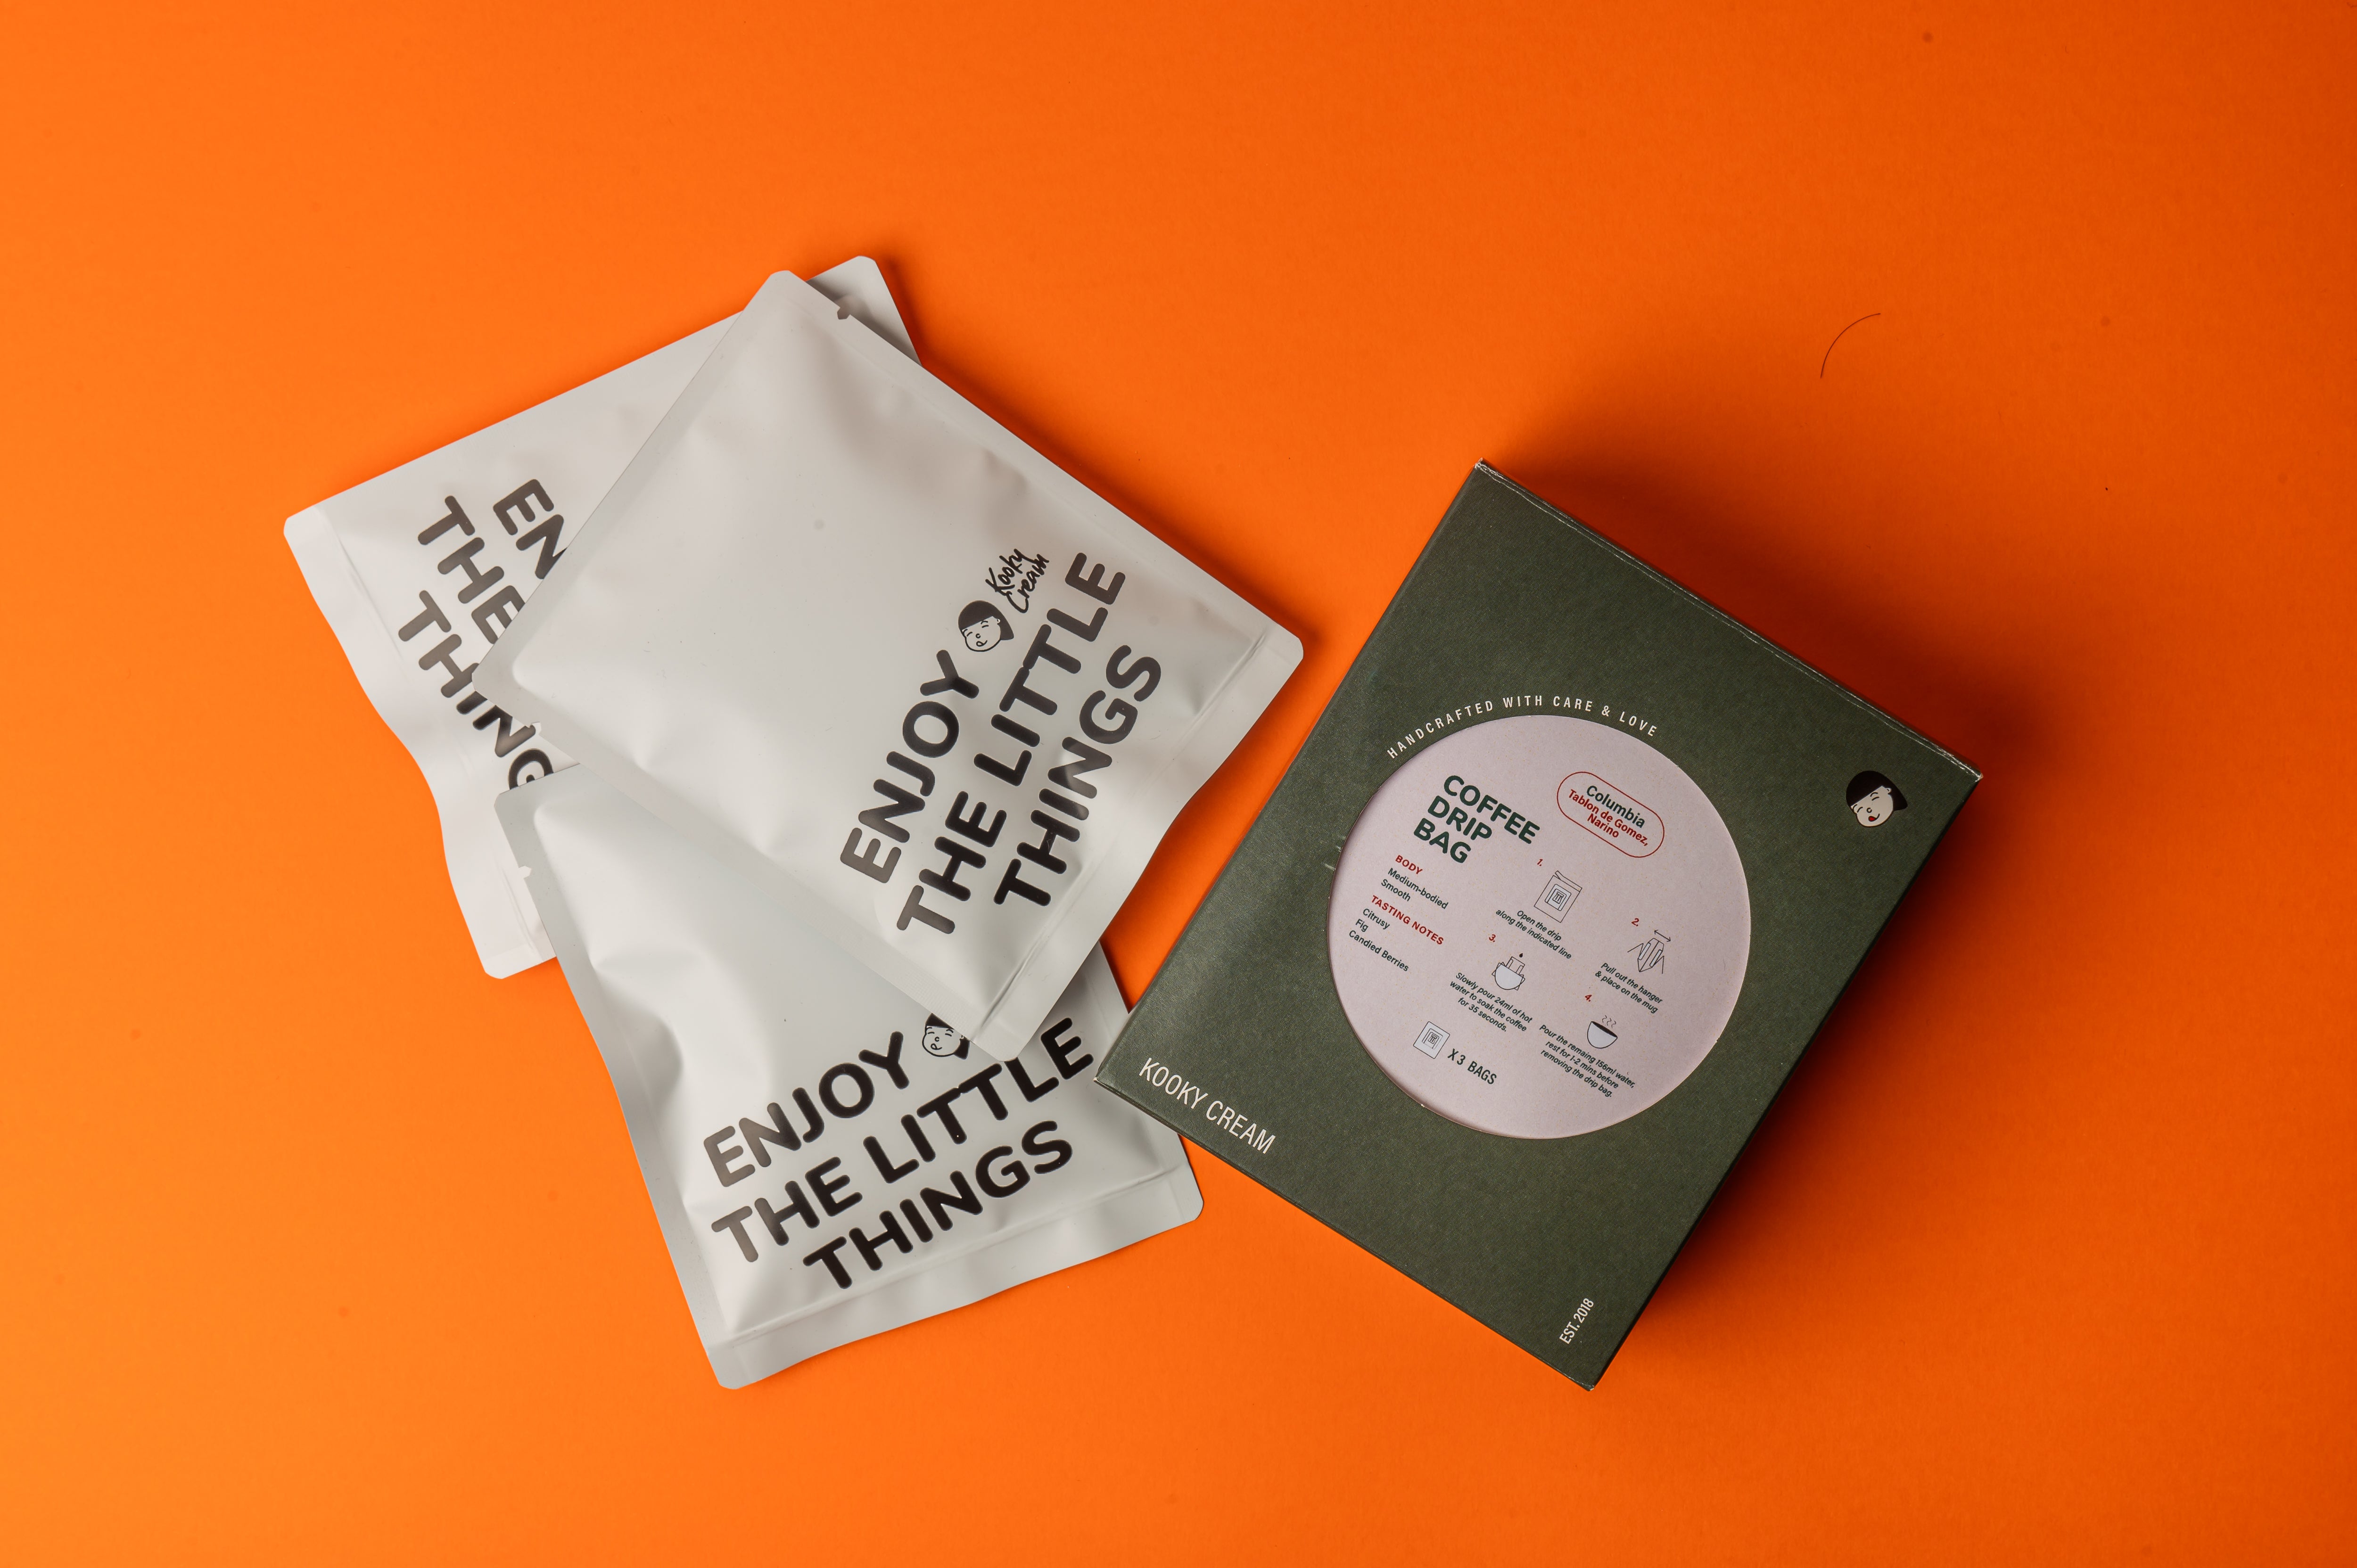 EN
THE
THING
ENJOY
Kooky
Cream
THE LITTLE
THINGS
ENJOY
THE LITTLE
THINGS
HANDCRAFTED WITH CARE & LOVE
COFFEE
DRIP
BAG
Columbia
Tablon de Gomez,
Narino
BODY
Medium-bodied
Smooth
TASTING NOTES
Citrusy
Fig
Candied Berries
1.
Open the drip
along the indicated line
2.
Pull out the hanger
& place on the mug
3.
Slowly pour 24ml of hot
water to soak the coffee
for 35 seconds.
4.
Pour the remaing 156ml water,
rest for 1-2 mins before
removing the drip bag.
X 3 BAGS
KOOKY CREAM
EST. 2018